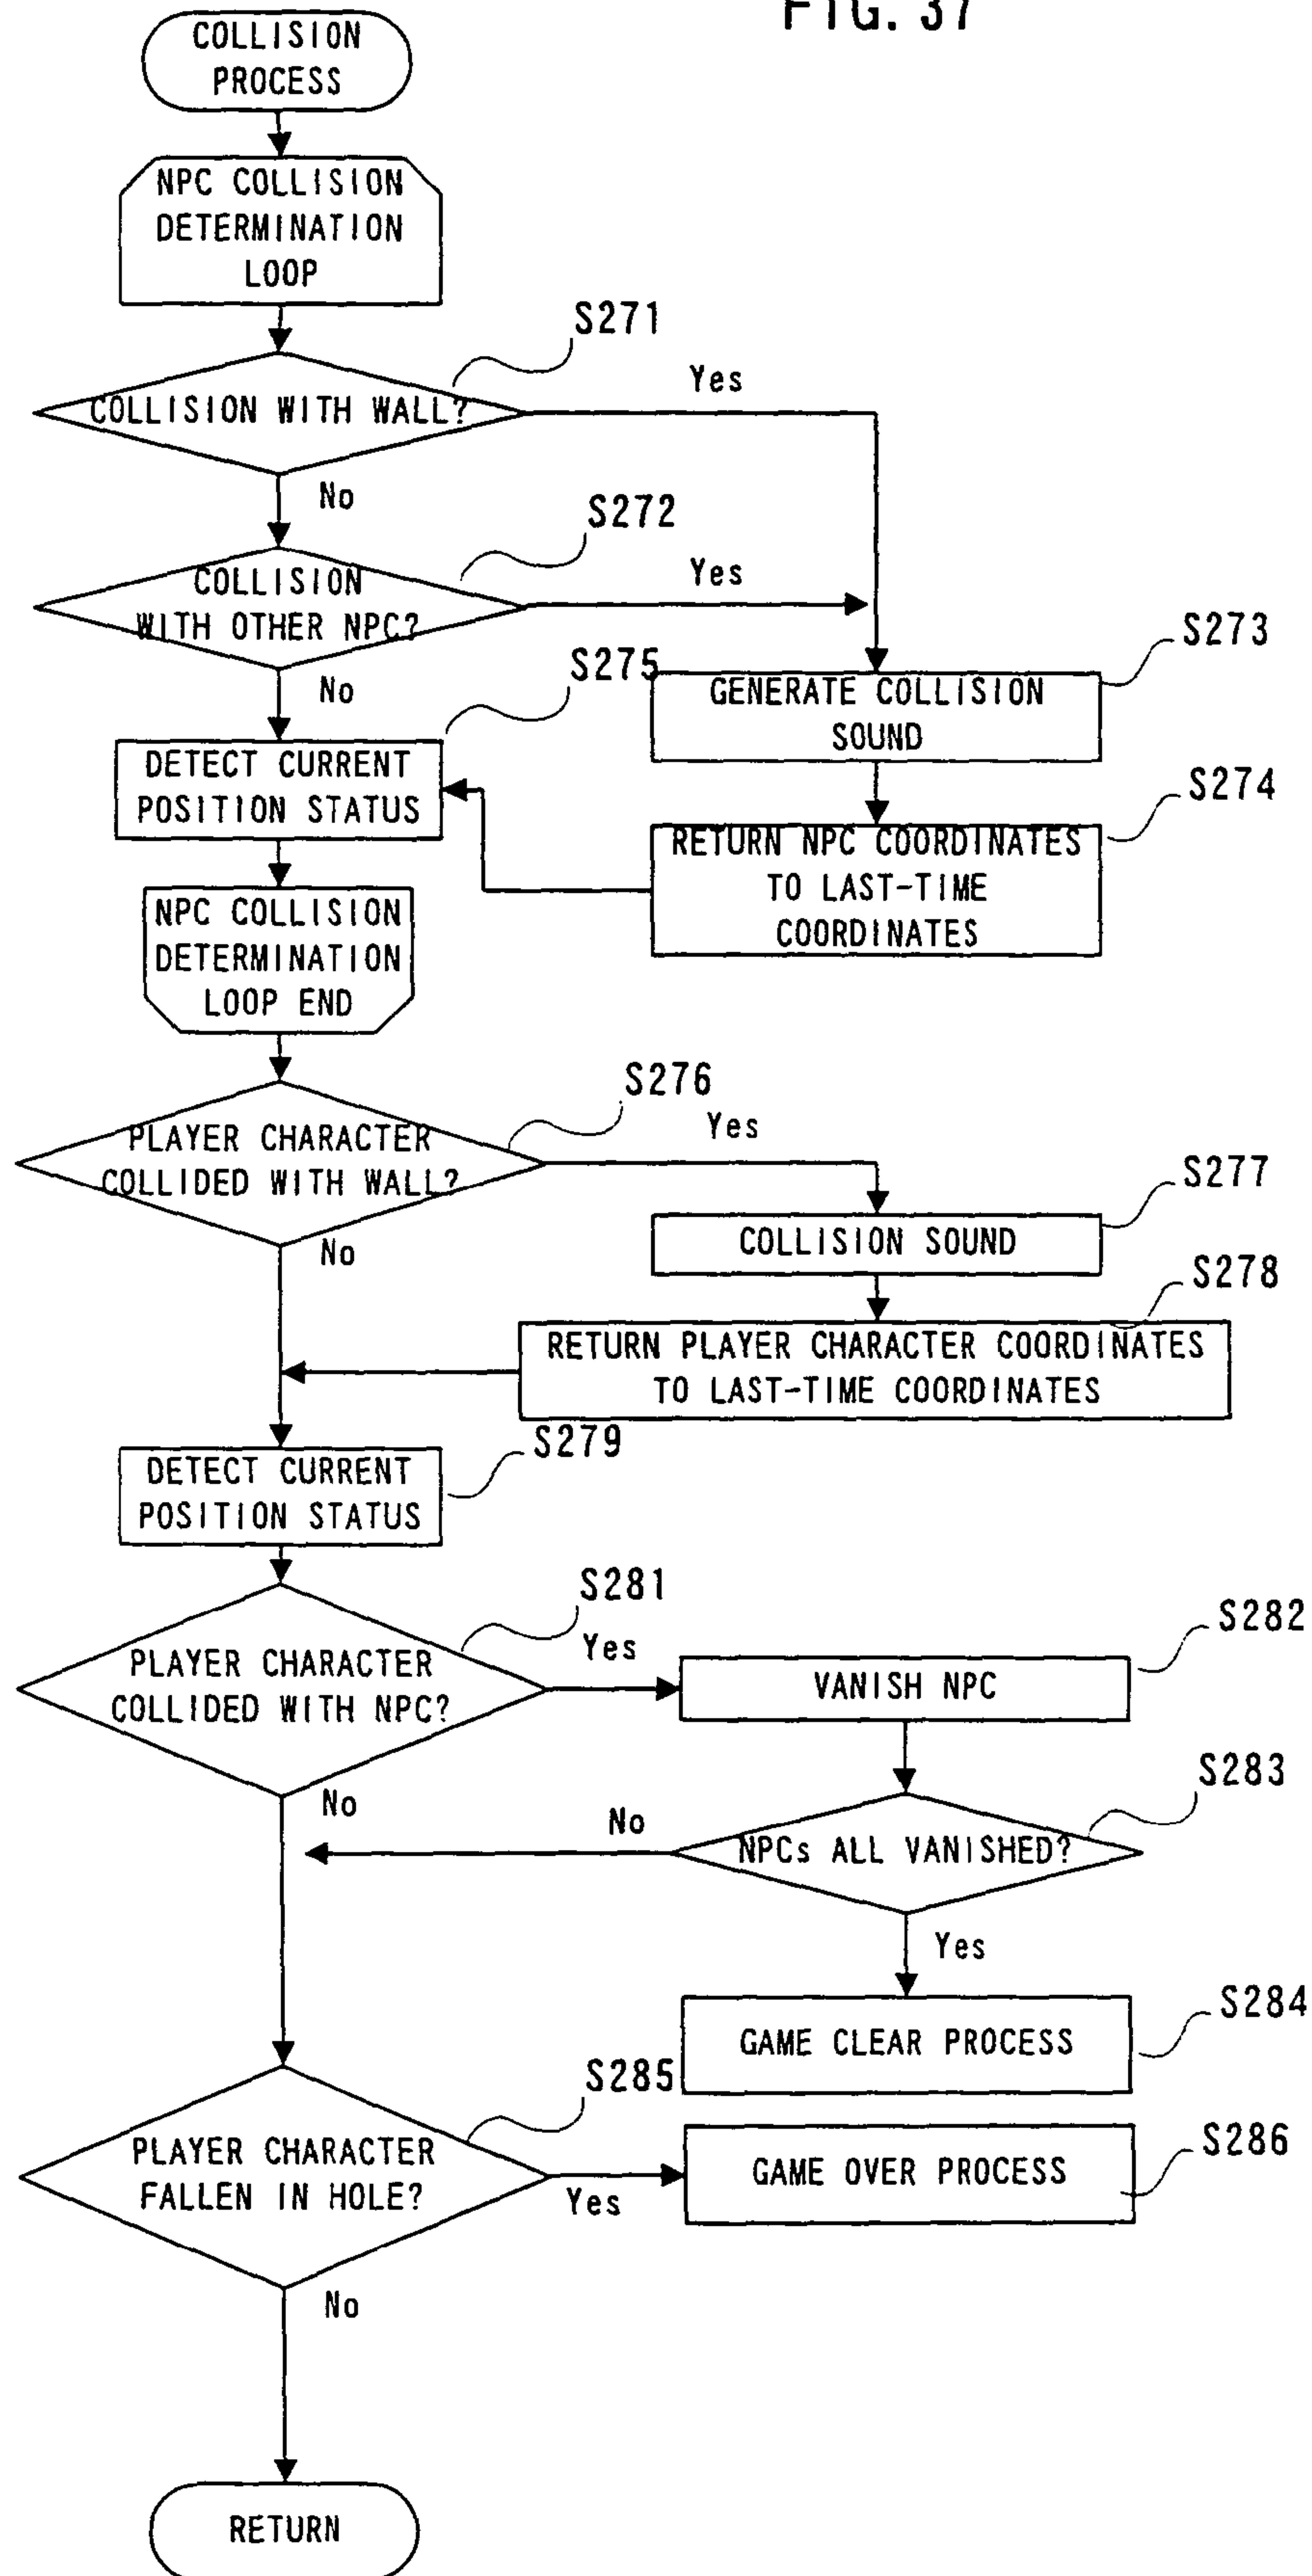 FIG. 37
COLLISION
PROCESS
NPC COLLISION
DETERMINATION
LOOP
S271
COLLISION WITH WALL?
Yes
No
S272
COLLISION
WITH OTHER NPC?
Yes
No
S273
GENERATE COLLISION
SOUND
S275
DETECT CURRENT
POSITION STATUS
S274
RETURN NPC COORDINATES
TO LAST-TIME
COORDINATES
NPC COLLISION
DETERMINATION
LOOP END
S276
PLAYER CHARACTER
COLLIDED WITH WALL?
Yes
No
S277
COLLISION SOUND
S278
RETURN PLAYER CHARACTER COORDINATES
TO LAST-TIME COORDINATES
S279
DETECT CURRENT
POSITION STATUS
S281
PLAYER CHARACTER
COLLIDED WITH NPC?
Yes
No
S282
VANISH NPC
S283
NPCs ALL VANISHED?
No
Yes
S284
GAME CLEAR PROCESS
S285
PLAYER CHARACTER
FALLEN IN HOLE?
Yes
No
S286
GAME OVER PROCESS
RETURN